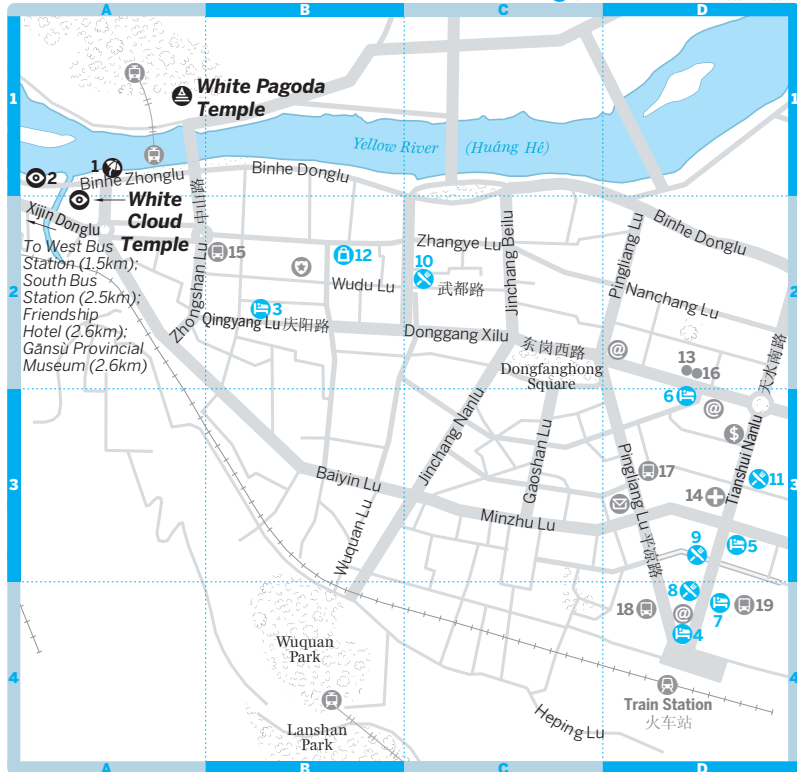 A
B
C
D
1
1
White Pagoda
Temple
Yellow River (Huáng Hé)
1
2
Binhe Zhonglu
Binhe Donglu
中山路
White
Cloud
Temple
Xijin Donglu
Binhe Donglu
To West Bus
Station (1.5km);
South Bus
Station (2.5km);
Friendship
Hotel (2.6km);
Gānsù Provincial
Museum (2.6km)
15
12
Zhangye Lu
10
Jinchang Beilu
Pingliang Lu
2
2
Wudu Lu
武都路
Nanchang Lu
Zhongshan Lu
3
Qingyang Lu 庆阳路
Donggang Xilu
东岗西路
@
天水南路
13
16
Dongfanghong
Square
6
@
$
Jinchang Nanlu
Gaoshan Lu
Pingliang Lu 平凉路
Tianshui Nanlu
3
3
Baiyin Lu
17
11
14
Minzhu Lu
Wuquan Lu
9
5
8
18
@
7
19
4
Wuquan
Park
4
4
Train Station
火车站
Heping Lu
Lanshan
Park
A
B
C
D